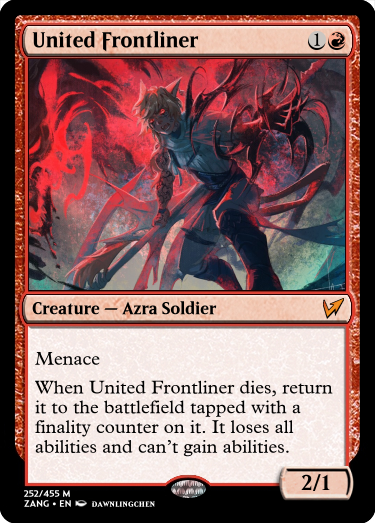 United Frontliner 1
Creature — Azra Soldier
Menace
When United Frontliner dies, return
it to the battlefield tapped with a
finality counter on it. It loses all
abilities and can't gain abilities.
2/1
252/455 M
ZANG • EN DAWNLINGCHEN